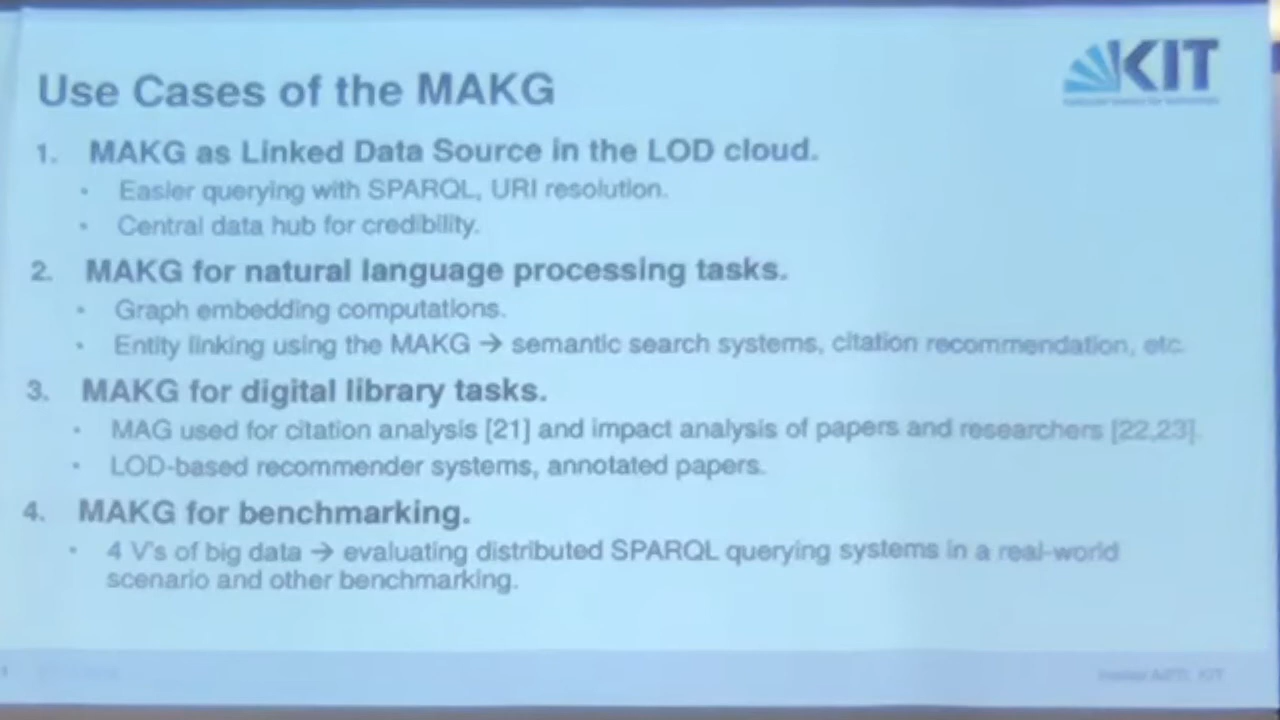 KIT
Use Cases of the MAKG
1. MAKG as Linked Data Source in the LOD cloud.
• Easier querying with SPARQL, URI resolution.
• Central data hub for credibility.
2. MAKG for natural language processing tasks.
• Graph embedding computations.
• Entity linking using the MAKG → semantic search systems, citation recommendation, etc.
3. MAKG for digital library tasks.
• MAG used for citation analysis [21] and impact analysis of papers and researchers [22,23].
• LOD-based recommender systems, annotated papers.
4. MAKG for benchmarking.
• 4 V's of big data → evaluating distributed SPARQL querying systems in a real-world
scenario and other benchmarking.
KIT